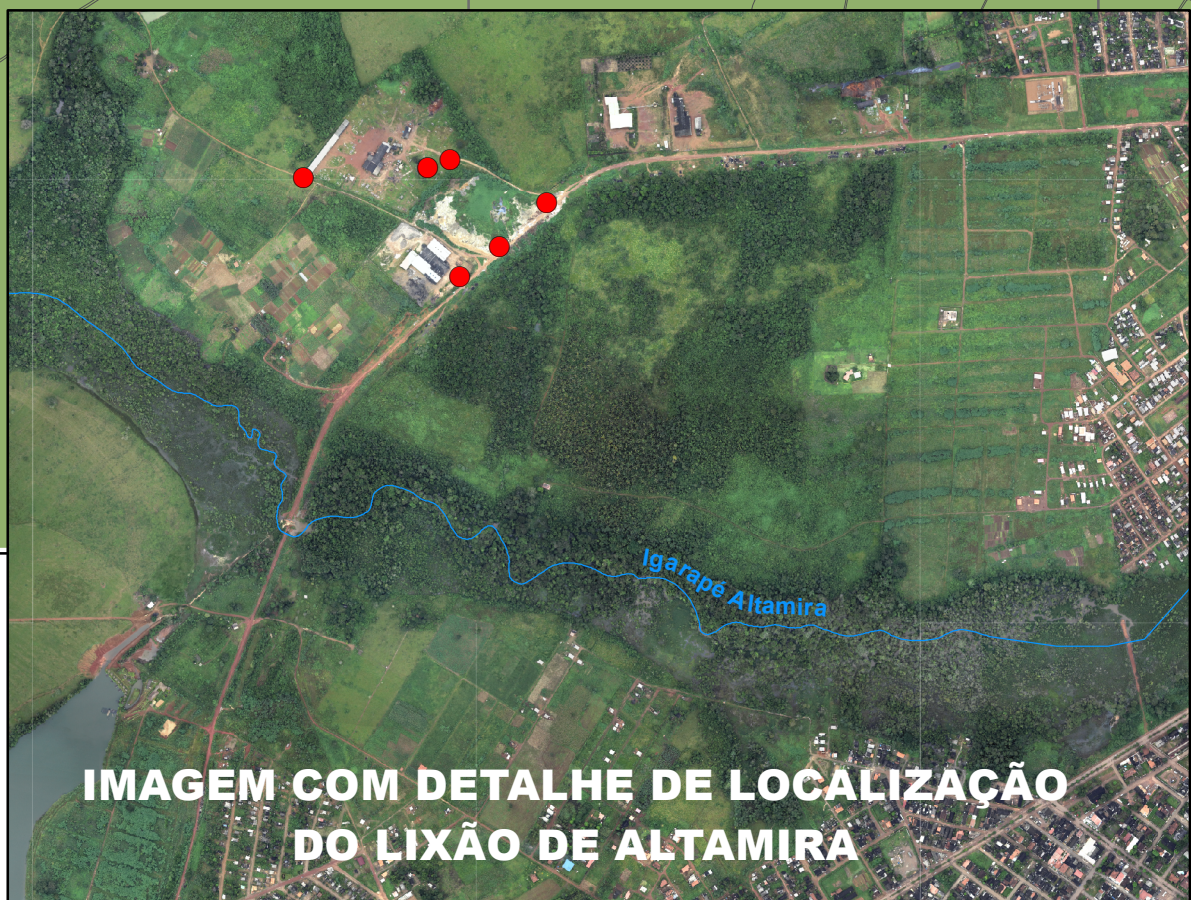 Igarapé Altamira
IMAGEM COM DETALHE DE LOCALIZAÇÃO
DO LIXÃO DE ALTAMIRA